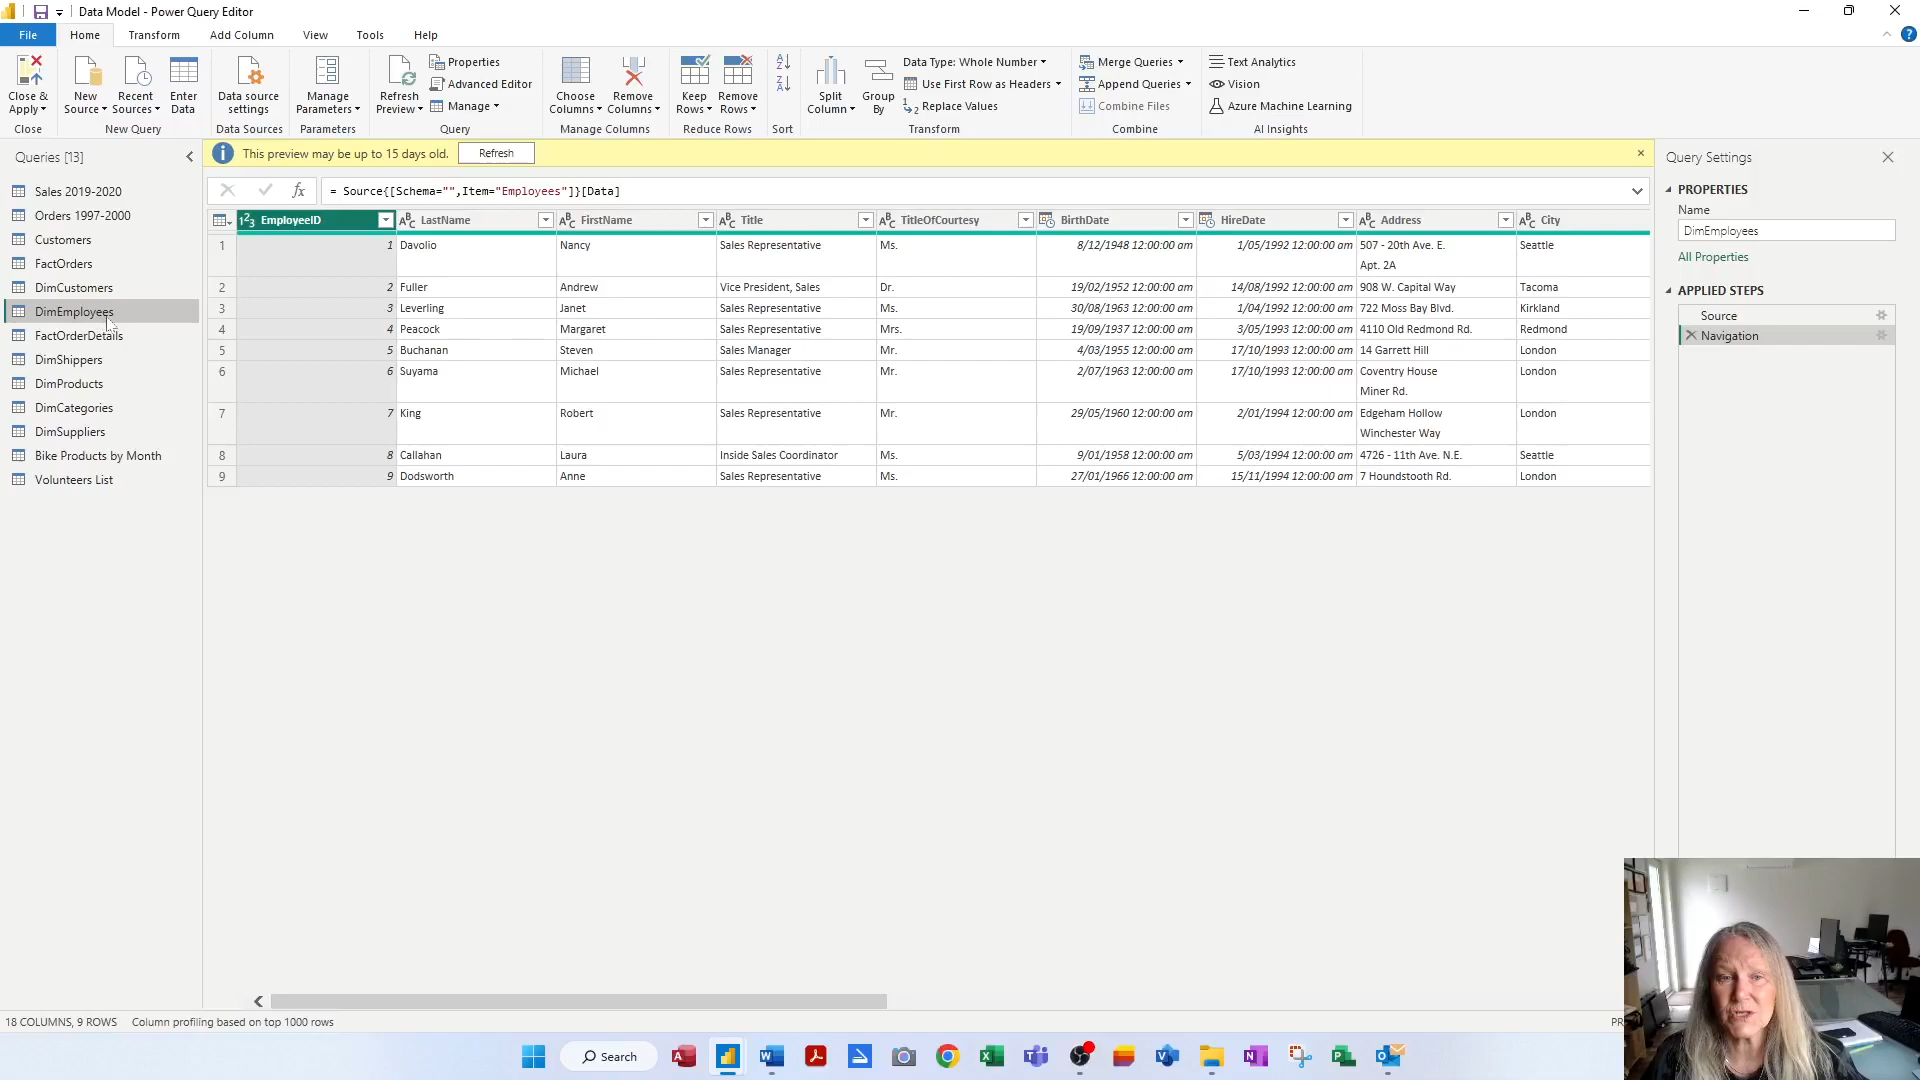 Data Model - Power Query Editor
File Home Transform Add Column View Tools Help
Close & Apply
Close
New Source
Recent Sources
Enter Data
New Query
Data source settings
Data Sources
Manage Parameters
Parameters
Refresh Preview
Properties
Advanced Editor
Manage
Query
Choose Columns
Remove Columns
Manage Columns
Keep Rows
Remove Rows
Reduce Rows
Sort
Split Column
Group By
Data Type: Whole Number
Use First Row as Headers
Replace Values
Transform
Merge Queries
Append Queries
Combine Files
Combine
Text Analytics
Vision
Azure Machine Learning
AI Insights
Queries [13]
Sales 2019-2020
Orders 1997-2000
Customers
FactOrders
DimCustomers
DimEmployees
FactOrderDetails
DimShippers
DimProducts
DimCategories
DimSuppliers
Bike Products by Month
Volunteers List
This preview may be up to 15 days old. Refresh
= Source{[Schema="",Item="Employees"]}[Data]
EmployeeID LastName FirstName Title TitleOfCourtesy BirthDate HireDate Address City
1 1 Davolio Nancy Sales Representative Ms. 8/12/1948 12:00:00 am 1/05/1992 12:00:00 am 507 - 20th Ave. E. Seattle
Apt. 2A
2 2 Fuller Andrew Vice President, Sales Dr. 19/02/1952 12:00:00 am 14/08/1992 12:00:00 am 908 W. Capital Way Tacoma
3 3 Leverling Janet Sales Representative Ms. 30/08/1963 12:00:00 am 1/04/1992 12:00:00 am 722 Moss Bay Blvd. Kirkland
4 4 Peacock Margaret Sales Representative Mrs. 19/09/1937 12:00:00 am 3/05/1993 12:00:00 am 4110 Old Redmond Rd. Redmond
5 5 Buchanan Steven Sales Manager Mr. 4/03/1955 12:00:00 am 17/10/1993 12:00:00 am 14 Garrett Hill London
6 6 Suyama Michael Sales Representative Mr. 2/07/1963 12:00:00 am 17/10/1993 12:00:00 am Coventry House London
Miner Rd.
7 7 King Robert Sales Representative Mr. 29/05/1960 12:00:00 am 2/01/1994 12:00:00 am Edgeham Hollow London
Winchester Way
8 8 Callahan Laura Inside Sales Coordinator Ms. 9/01/1958 12:00:00 am 5/03/1994 12:00:00 am 4726 - 11th Ave. N.E. Seattle
9 9 Dodsworth Anne Sales Representative Ms. 27/01/1966 12:00:00 am 15/11/1994 12:00:00 am 7 Houndstooth Rd. London
Query Settings
PROPERTIES
Name
DimEmployees
All Properties
APPLIED STEPS
Source
Navigation
18 COLUMNS, 9 ROWS Column profiling based on top 1000 rows
Search